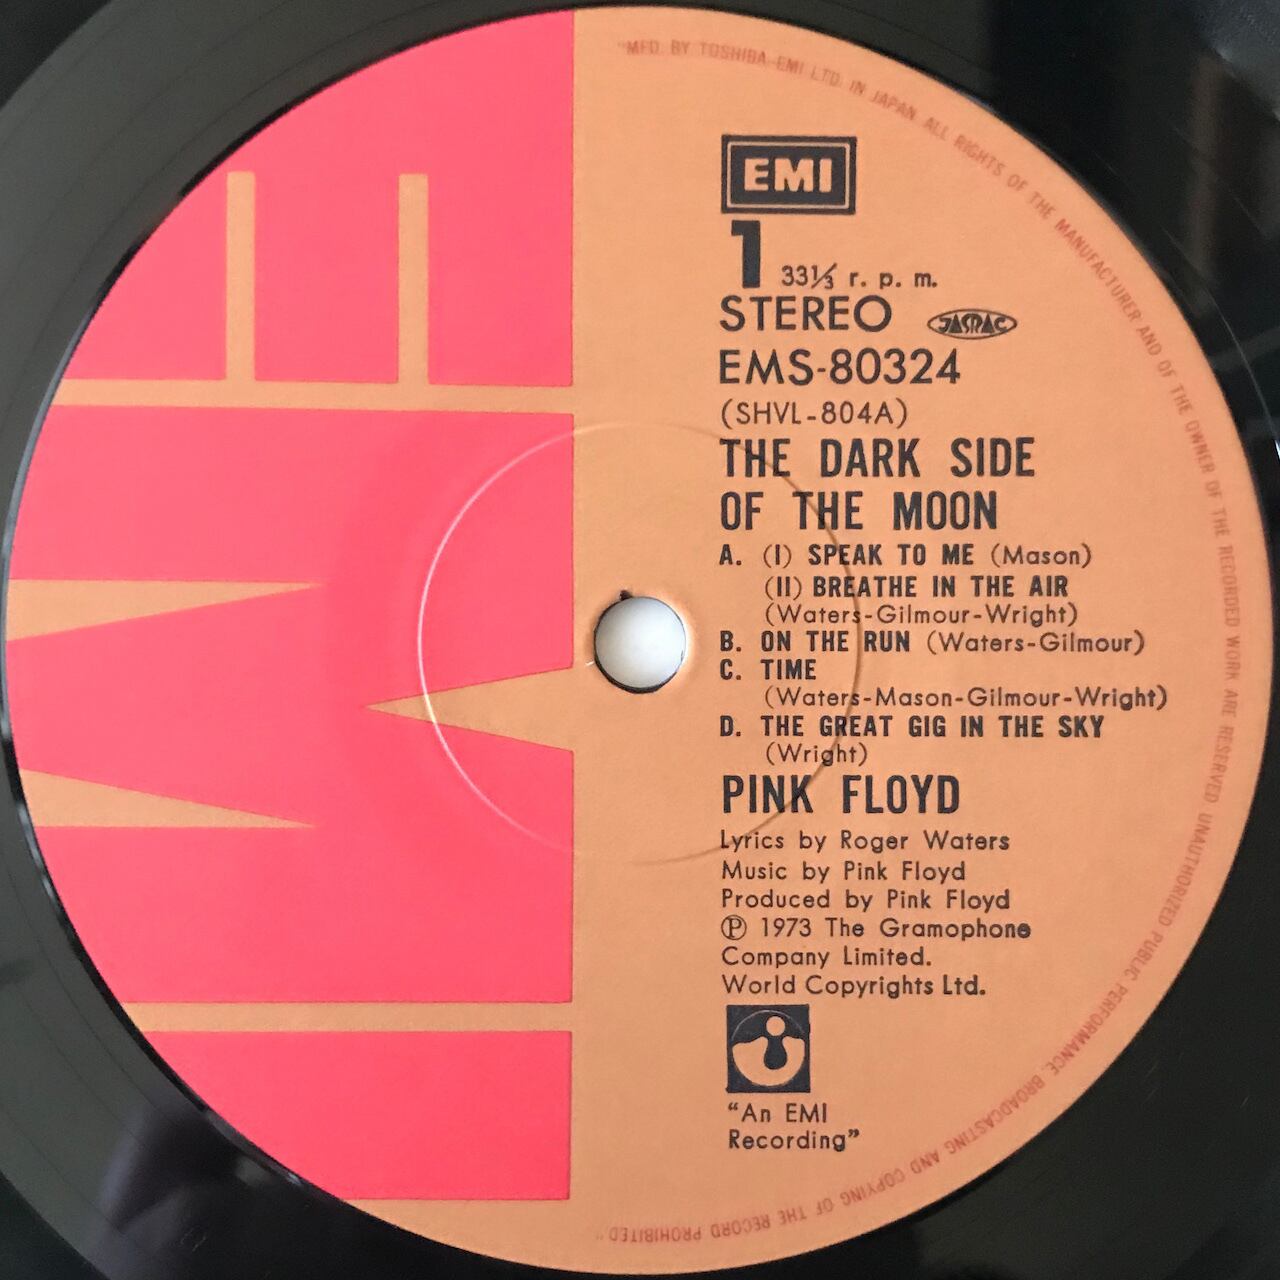 "MFD. BY TOSHIBA-EMI LTD. IN JAPAN ALL RIGHTS OF THE MANUFACTURER AND OF THE OWNER OF THE RECORDED WORK ARE RESERVED UNAUTHORIZED PUBLIC PERFORMANCE, BROADCASTING AND COPYING OF THE RECORD PROHIBITED"
EMI
EMI
1 33⅓ r. p. m.
STEREO JASRAC
EMS-80324
(SHVL-804A)
THE DARK SIDE
OF THE MOON
A. (I) SPEAK TO ME (Mason)
(II) BREATHE IN THE AIR
(Waters-Gilmour-Wright)
B. ON THE RUN (Waters-Gilmour)
C. TIME
(Waters-Mason-Gilmour-Wright)
D. THE GREAT GIG IN THE SKY
(Wright)
PINK FLOYD
Lyrics by Roger Waters
Music by Pink Floyd
Produced by Pink Floyd
℗ 1973 The Gramophone
Company Limited.
World Copyrights Ltd.
"An EMI
Recording"